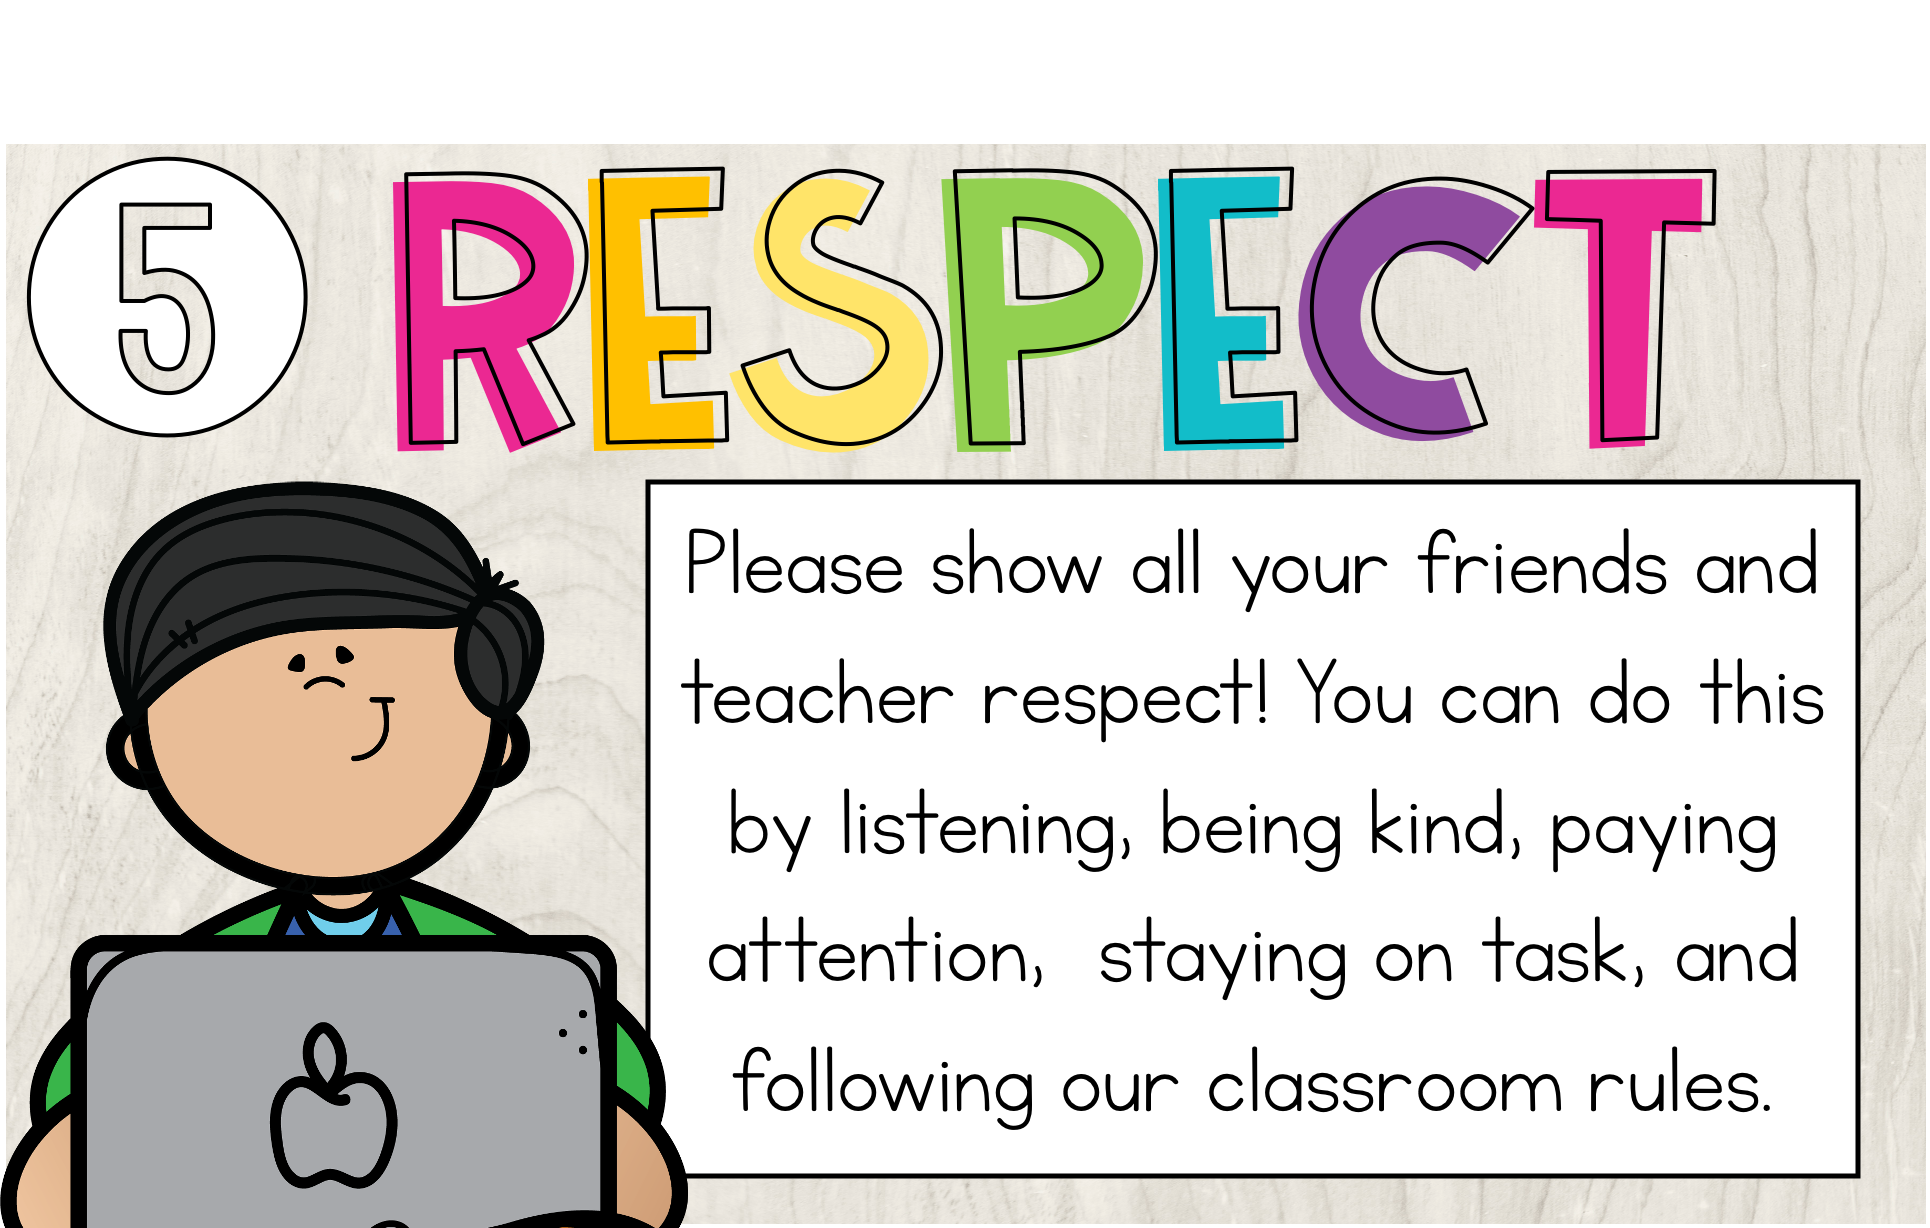 5 RESPECT
Please show all your friends and
teacher respect! You can do this
by listening, being kind, paying
attention,  staying on task, and
following our classroom rules.